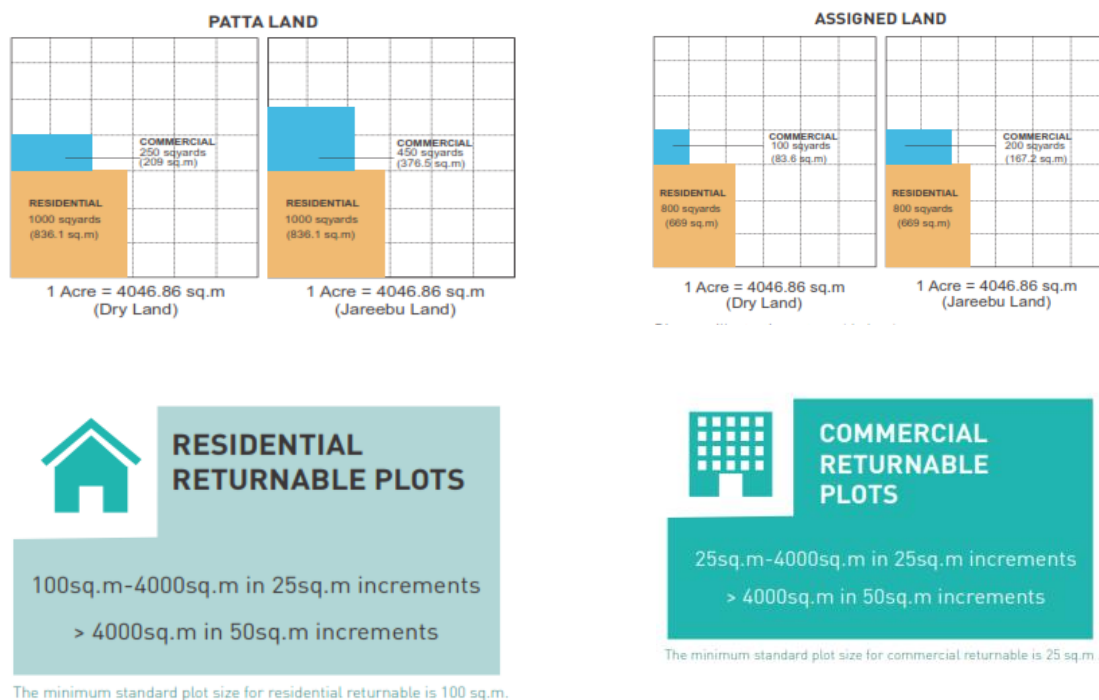 PATTA LAND
COMMERCIAL
250 sqyards
(209 sq.m)
RESIDENTIAL
1000 sqyards
(836.1 sq.m)
1 Acre = 4046.86 sq.m
(Dry Land)
COMMERCIAL
450 sqyards
(376.5 sq.m)
RESIDENTIAL
1000 sqyards
(836.1 sq.m)
1 Acre = 4046.86 sq.m
(Jareebu Land)
ASSIGNED LAND
COMMERCIAL
100 sqyards
(83.6 sq.m)
RESIDENTIAL
800 sqyards
(669 sq.m)
1 Acre = 4046.86 sq.m
(Dry Land)
COMMERCIAL
200 sqyards
(167.2 sq.m)
RESIDENTIAL
800 sqyards
(669 sq.m)
1 Acre = 4046.86 sq.m
(Jareebu Land)
RESIDENTIAL
RETURNABLE PLOTS
100sq.m-4000sq.m in 25sq.m increments
> 4000sq.m in 50sq.m increments
The minimum standard plot size for residential returnable is 100 sq.m.
COMMERCIAL
RETURNABLE
PLOTS
25sq.m-4000sq.m in 25sq.m increments
> 4000sq.m in 50sq.m increments
The minimum standard plot size for commercial returnable is 25 sq.m.